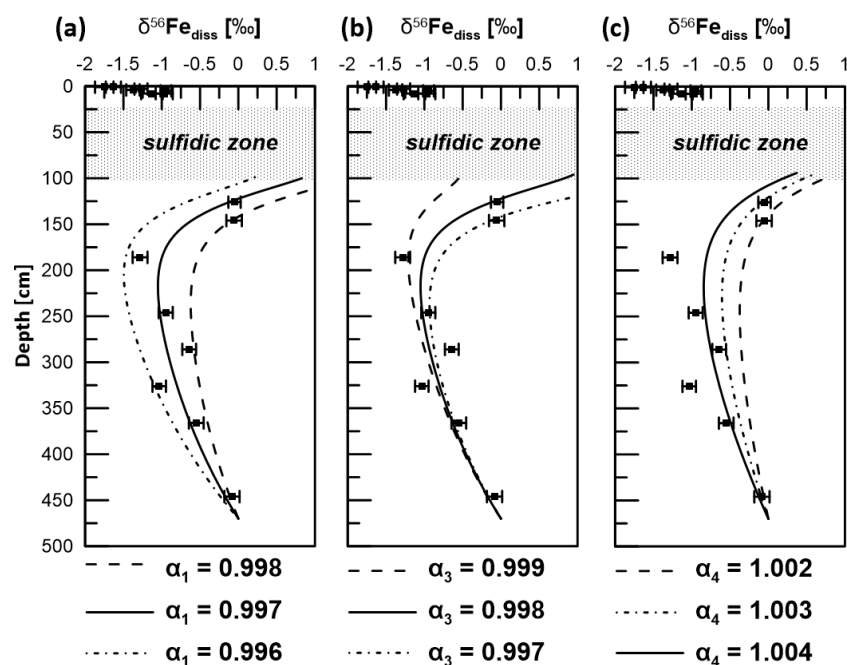 (a) δ⁵⁶Fe_diss [‰] (b) δ⁵⁶Fe_diss [‰] (c) δ⁵⁶Fe_diss [‰]
-2 -1.5 -1 -0.5 0 0.5 1 -2 -1.5 -1 -0.5 0 0.5 1 -2 -1.5 -1 -0.5 0 0.5 1
0
50
sulfidic zone sulfidic zone sulfidic zone
100
150
200
250
300
350
400
450
500
Depth [cm]
α₁ = 0.998 α₃ = 0.999 α₄ = 1.002
α₁ = 0.997 α₃ = 0.998 α₄ = 1.003
α₁ = 0.996 α₃ = 0.997 α₄ = 1.004